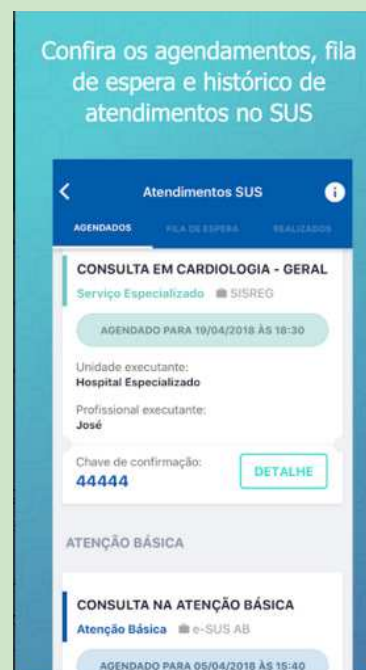 Confira os agendamentos, fila
de espera e histórico de
atendimentos no SUS
Atendimentos SUS
AGENDADOS FILA DE ESPERA REALIZADOS
CONSULTA EM CARDIOLOGIA - GERAL
Serviço Especializado SISREG
AGENDADO PARA 19/04/2018 ÀS 18:30
Unidade executante:
Hospital Especializado
Profissional executante:
José
Chave de confirmação:
44444
DETALHE
ATENÇÃO BÁSICA
CONSULTA NA ATENÇÃO BÁSICA
Atenção Básica e-SUS AB
AGENDADO PARA 05/04/2018 ÀS 15:40